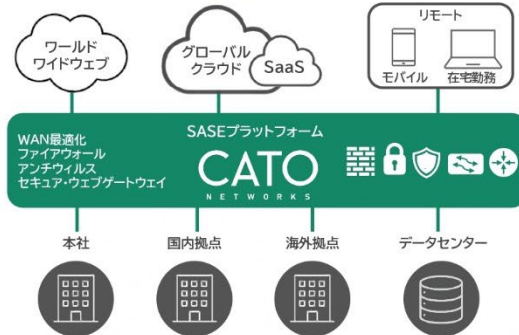 ワールド
ワイドウェブ
グローバル
クラウド
SaaS
リモート
モバイル
在宅勤務
WAN最適化
ファイアウォール
アンチウィルス
セキュア・ウェブゲートウェイ
SASEプラットフォーム
CATO
NETWORKS
本社
国内拠点
海外拠点
データセンター